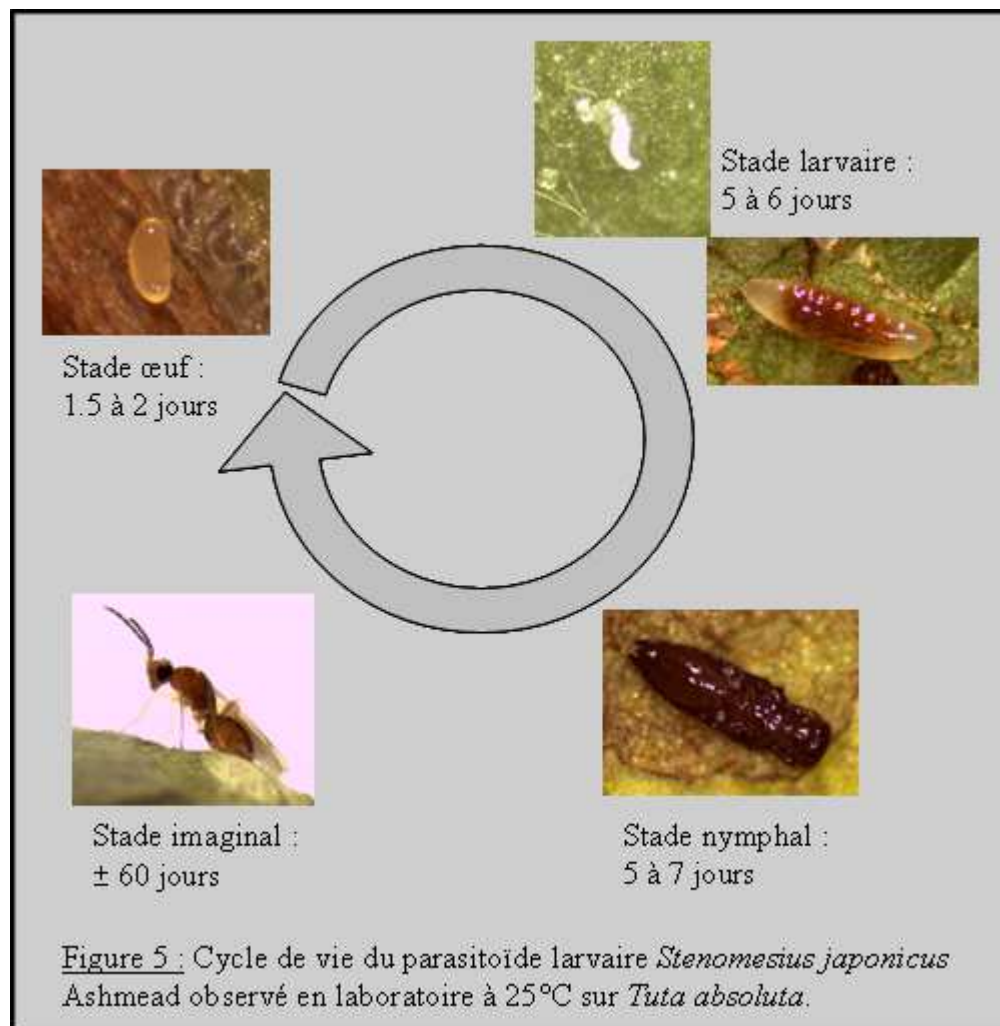 Stade larvaire :
5 à 6 jours
Stade œuf :
1.5 à 2 jours
Stade imaginal :
± 60 jours
Stade nymphal :
5 à 7 jours
Figure 5 : Cycle de vie du parasitoïde larvaire Stenomesius japonicus
Ashmead observé en laboratoire à 25°C sur Tuta absoluta.